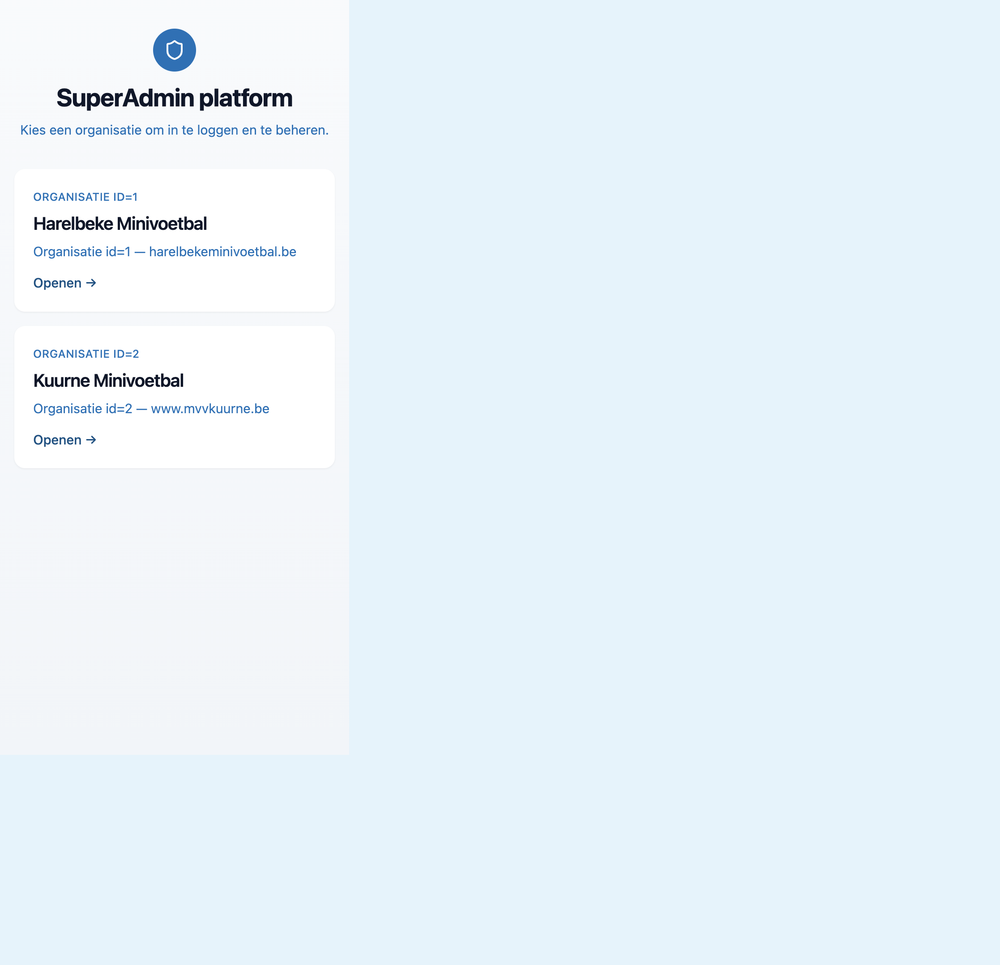 SuperAdmin platform
Kies een organisatie om in te loggen en te beheren.
ORGANISATIE ID=1
Harelbeke Minivoetbal
Organisatie id=1 — harelbekeminivoetbal.be
Openen →
ORGANISATIE ID=2
Kuurne Minivoetbal
Organisatie id=2 — www.mvvkuurne.be
Openen →